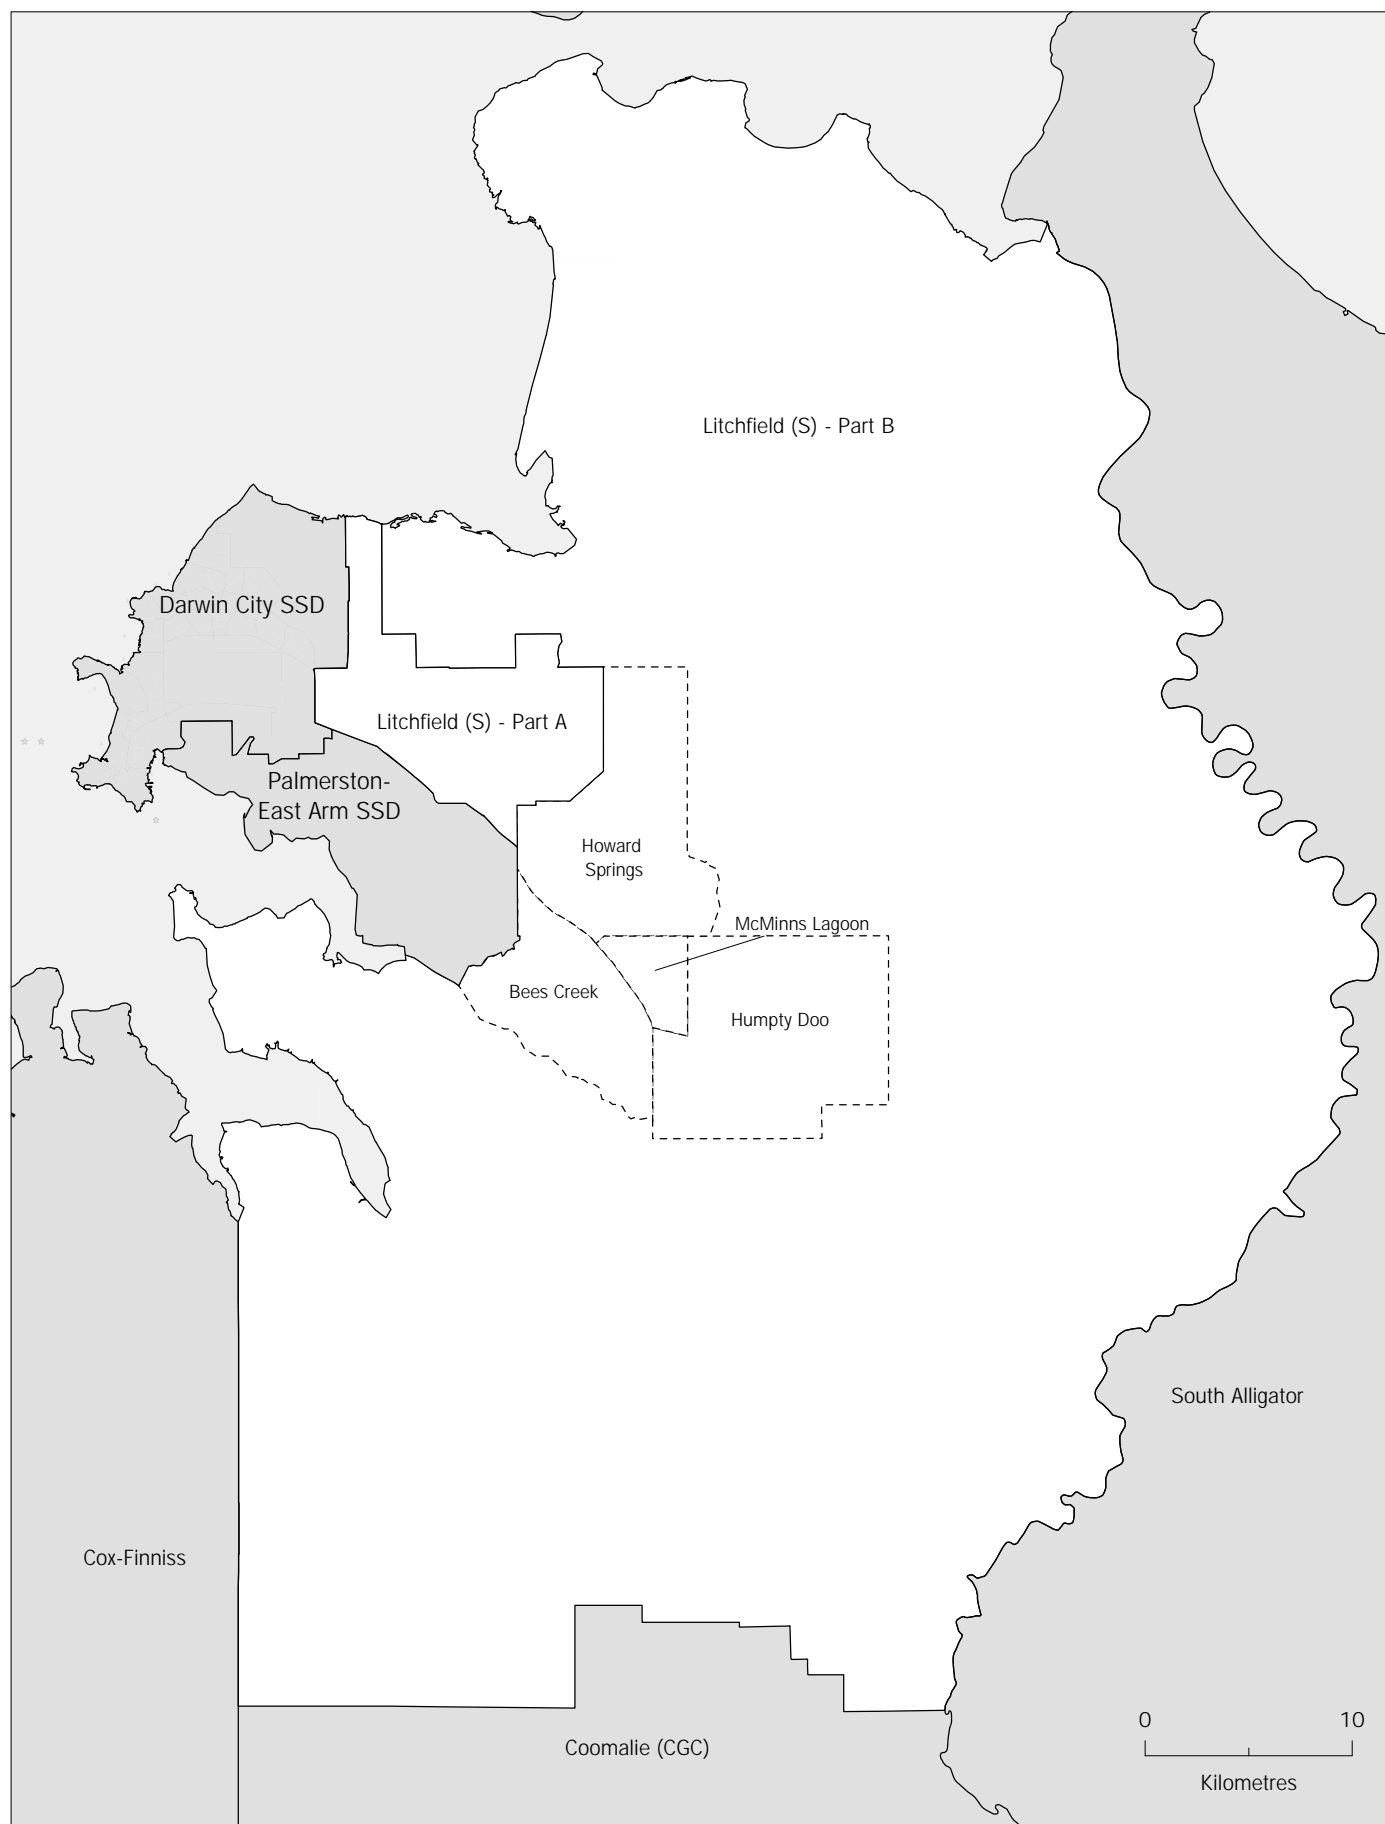 Litchfield (S) - Part B
Darwin City SSD
Litchfield (S) - Part A
Palmerston-
East Arm SSD
Howard
Springs
McMinns Lagoon
Bees Creek
Humpty Doo
South Alligator
Cox-Finniss
Coomalie (CGC)
0 10
Kilometres